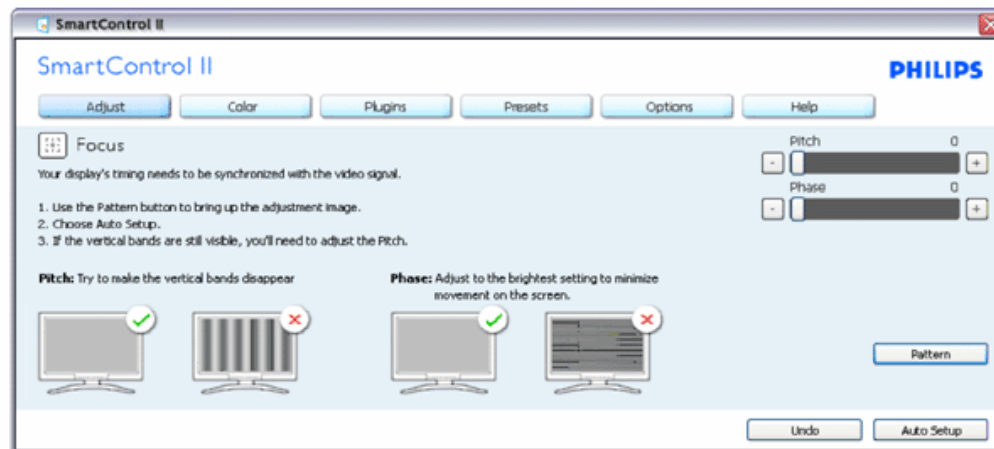 SmartControl II
SmartControl II
PHILIPS
Adjust Color Plugins Presets Options Help
Focus
Your display's timing needs to be synchronized with the video signal.
1. Use the Pattern button to bring up the adjustment image.
2. Choose Auto Setup.
3. If the vertical bands are still visible, you'll need to adjust the Pitch.
Pitch 0
- +
Phase 0
- +
Pitch: Try to make the vertical bands disappear
Phase: Adjust to the brightest setting to minimize
movement on the screen.
Pattern
Undo Auto Setup